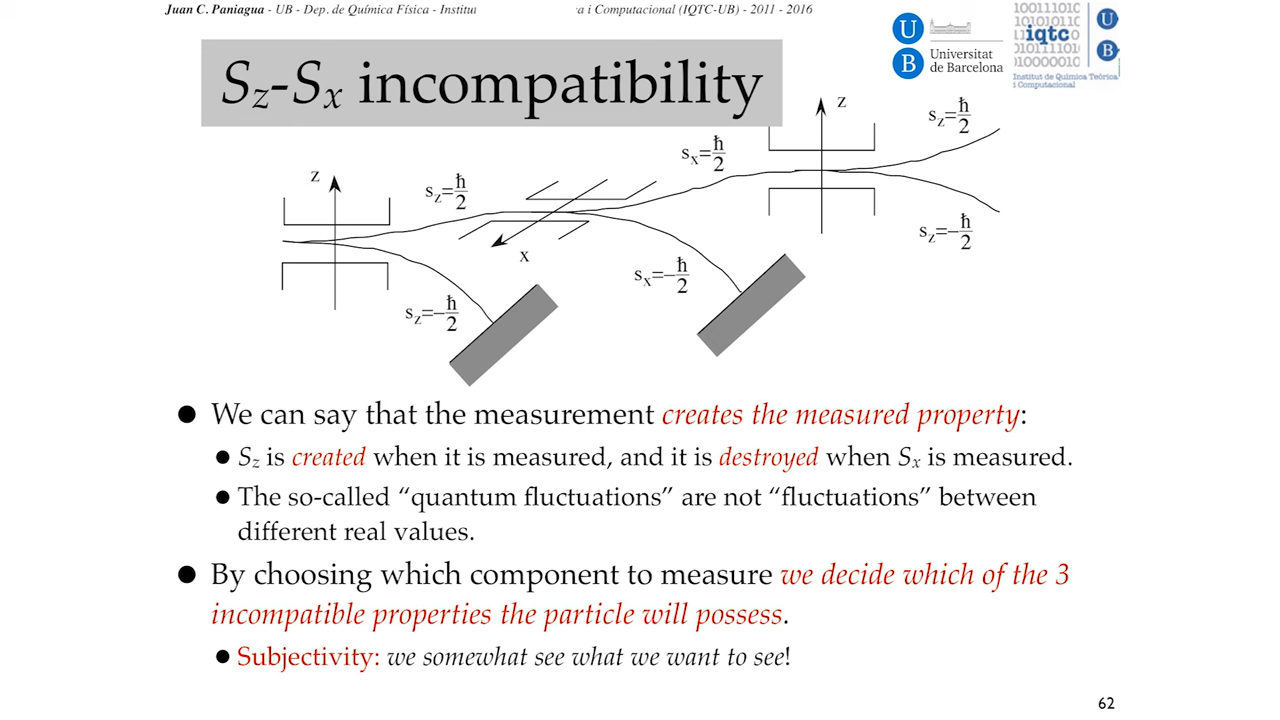 Juan C. Paniagua - UB - Dep. de Química Física - Institut a i Computacional (IQTC-UB) - 2011 - 2016
S_z-S_x incompatibility
U
B
Universitat
de Barcelona
iqtc
U
B
Institut de Química Teòrica
i Computacional
z
s_z=ħ/2
s_x=ħ/2
z
s_z=ħ/2
s_z=-ħ/2
x
s_x=-ħ/2
s_z=-ħ/2
● We can say that the measurement creates the measured property:
● S_z is created when it is measured, and it is destroyed when S_x is measured.
● The so-called “quantum fluctuations” are not “fluctuations” between
different real values.
● By choosing which component to measure we decide which of the 3
incompatible properties the particle will possess.
● Subjectivity: we somewhat see what we want to see!
62